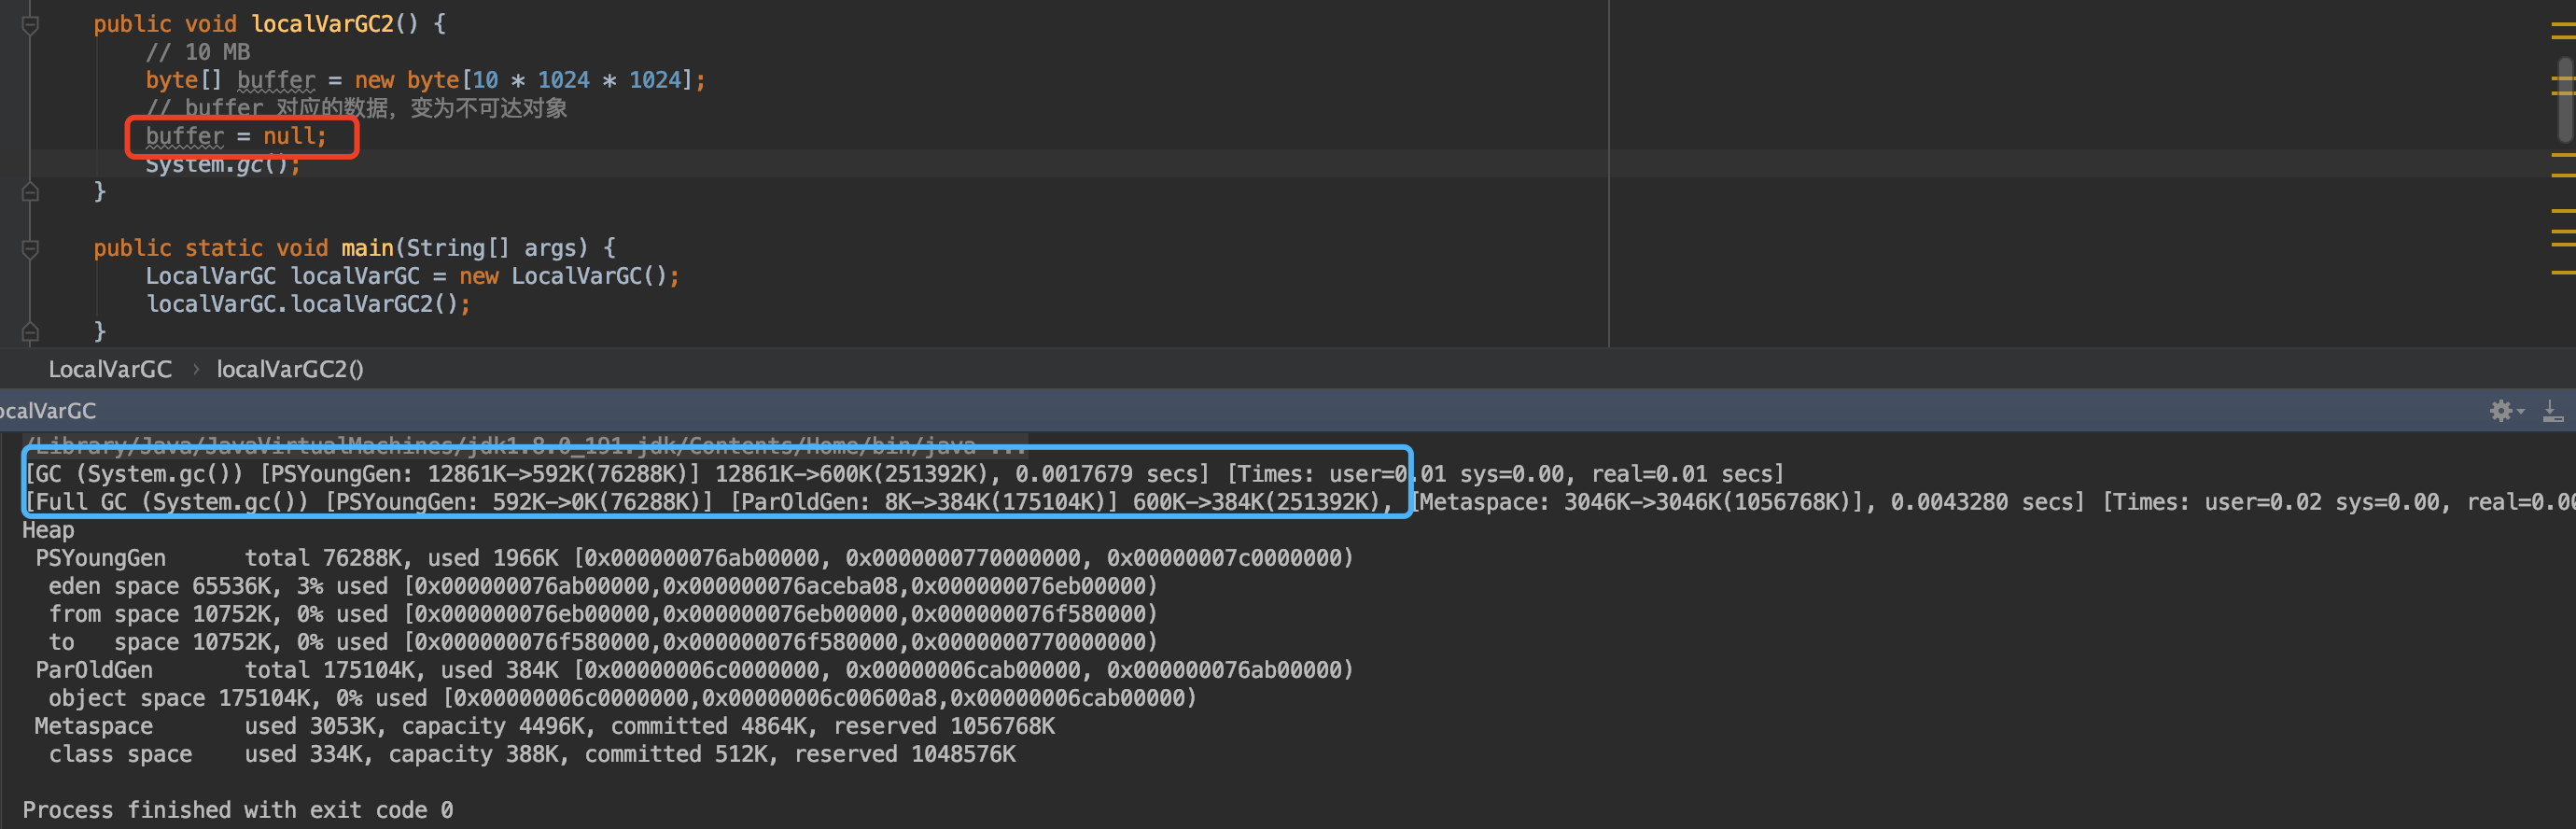 public void localVarGC2() {
// 10 MB
byte[] buffer = new byte[10 * 1024 * 1024];
// buffer 对应的数据，变为不可达对象
buffer = null;
System.gc();
}
public static void main(String[] args) {
LocalVarGC localVarGC = new LocalVarGC();
localVarGC.localVarGC2();
}
LocalVarGC › localVarGC2()
ocalVarGC
/Library/Java/JavaVirtualMachines/jdk1.8.0_191.jdk/Contents/Home/bin/java ...
[GC (System.gc()) [PSYoungGen: 12861K->592K(76288K)] 12861K->600K(251392K), 0.0017679 secs] [Times: user=0.01 sys=0.00, real=0.01 secs]
[Full GC (System.gc()) [PSYoungGen: 592K->0K(76288K)] [ParOldGen: 8K->384K(175104K)] 600K->384K(251392K), [Metaspace: 3046K->3046K(1056768K)], 0.0043280 secs] [Times: user=0.02 sys=0.00, real=0.00
Heap
PSYoungGen total 76288K, used 1966K [0x000000076ab00000, 0x0000000770000000, 0x00000007c0000000)
eden space 65536K, 3% used [0x000000076ab00000,0x000000076aceba08,0x000000076eb00000)
from space 10752K, 0% used [0x000000076eb00000,0x000000076eb00000,0x000000076f580000)
to space 10752K, 0% used [0x000000076f580000,0x000000076f580000,0x0000000770000000)
ParOldGen total 175104K, used 384K [0x00000006c0000000, 0x00000006cab00000, 0x000000076ab00000)
object space 175104K, 0% used [0x00000006c0000000,0x00000006c00600a8,0x00000006cab00000)
Metaspace used 3053K, capacity 4496K, committed 4864K, reserved 1056768K
class space used 334K, capacity 388K, committed 512K, reserved 1048576K
Process finished with exit code 0